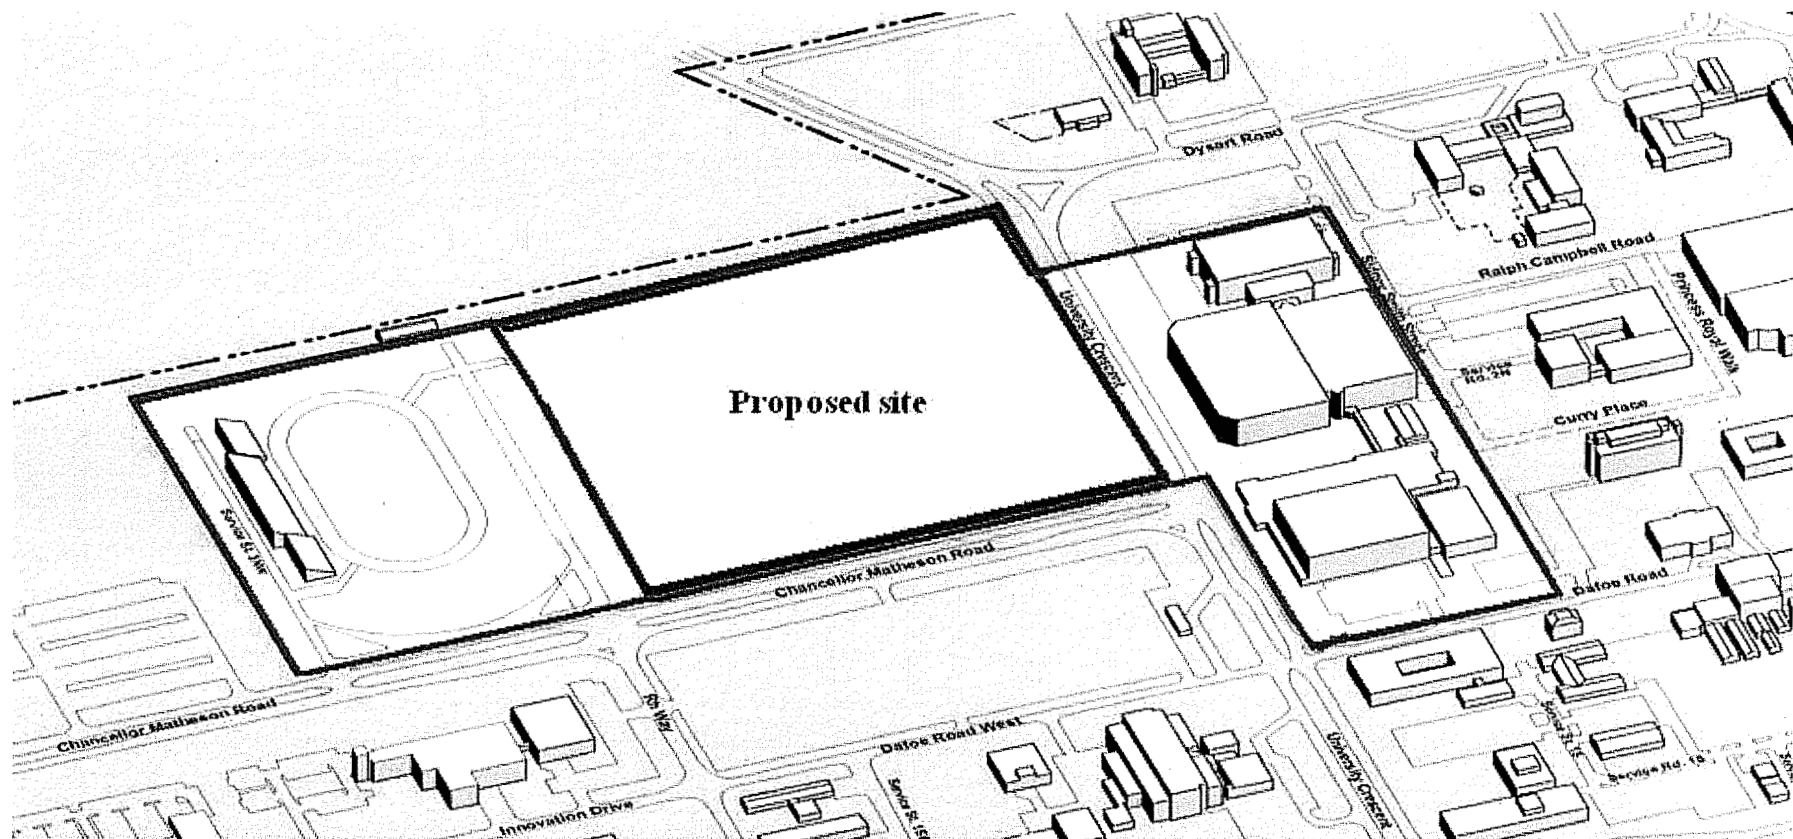 Dysart Road
Ralph Campbell Road
Princess Royal Walk
University Crescent
Proposed site
Curry Place
Chancellor Matheson Road
Dafoe Road
Chancellor Matheson Road
Dafoe Road West
University Crescent
Innovation Drive